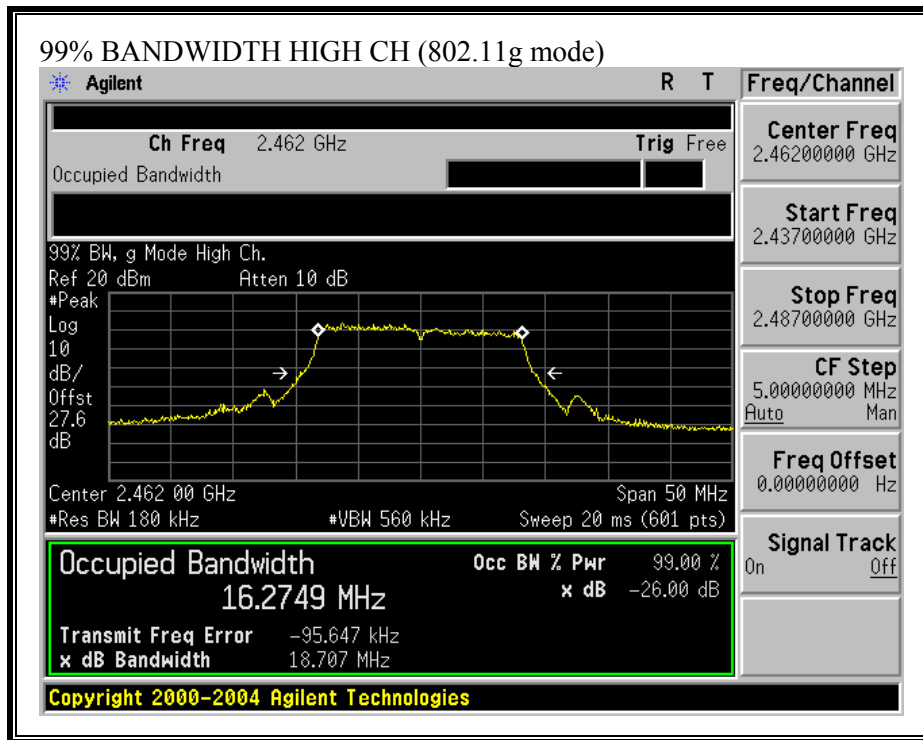 99% BANDWIDTH HIGH CH (802.11g mode)
Agilent R T
Ch Freq 2.462 GHz Trig Free
Occupied Bandwidth
99% BW, g Mode High Ch.
Ref 20 dBm Atten 10 dB
#Peak
Log
10
dB/
Offst
27.6
dB
Center 2.462 00 GHz Span 50 MHz
#Res BW 180 kHz #VBW 560 kHz Sweep 20 ms (601 pts)
Occupied Bandwidth Occ BW % Pwr 99.00 %
16.2749 MHz x dB -26.00 dB
Transmit Freq Error -95.647 kHz
x dB Bandwidth 18.707 MHz
Copyright 2000-2004 Agilent Technologies
Freq/Channel
Center Freq
2.46200000 GHz
Start Freq
2.43700000 GHz
Stop Freq
2.48700000 GHz
CF Step
5.00000000 MHz
Auto Man
Freq Offset
0.00000000 Hz
Signal Track
On Off